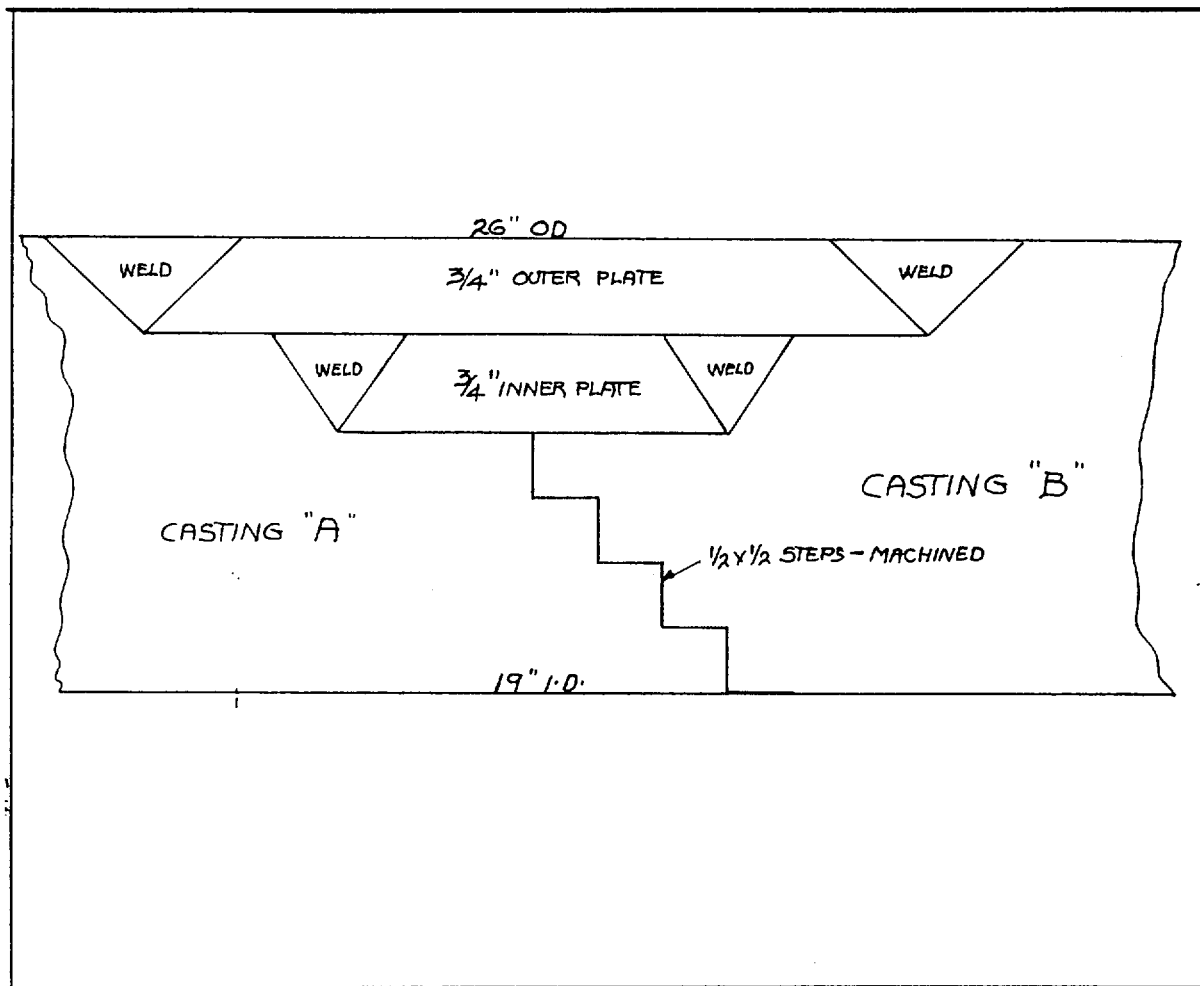 26" OD
WELD
3/4" OUTER PLATE
WELD
WELD
3/4" INNER PLATE
WELD
CASTING "B"
CASTING "A"
1/2 x 1/2 STEPS - MACHINED
19" I.D.